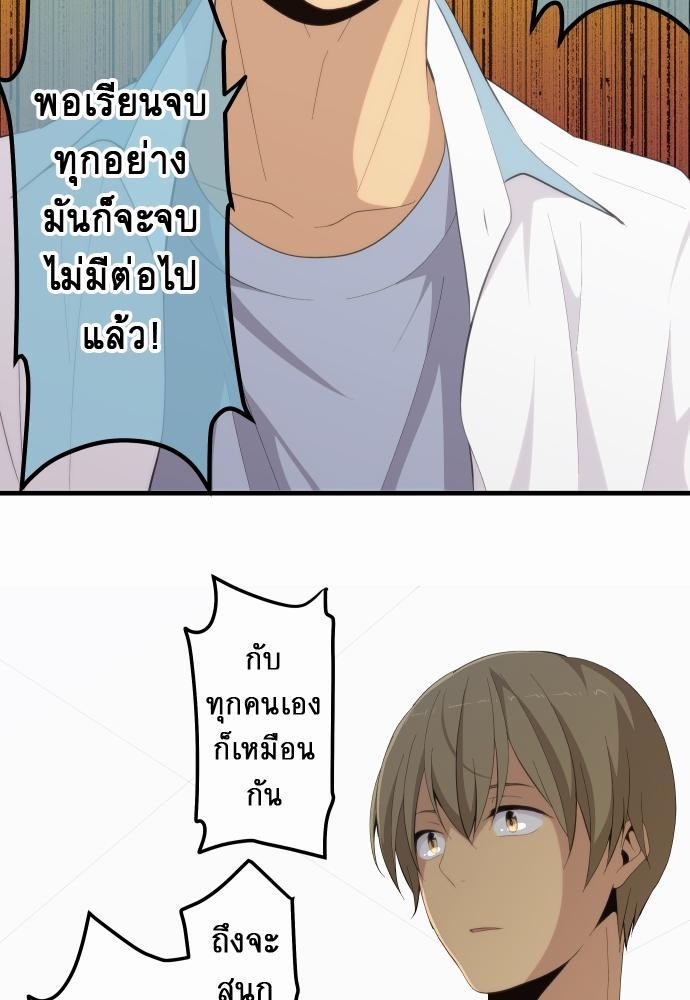 พอเรียนจบ
ทุกอย่าง
มันก็จะจบ
ไม่มีต่อไป
แล้ว!
กับ
ทุกคนเอง
ก็เหมือน
กัน
ถึงจะ
สนุก